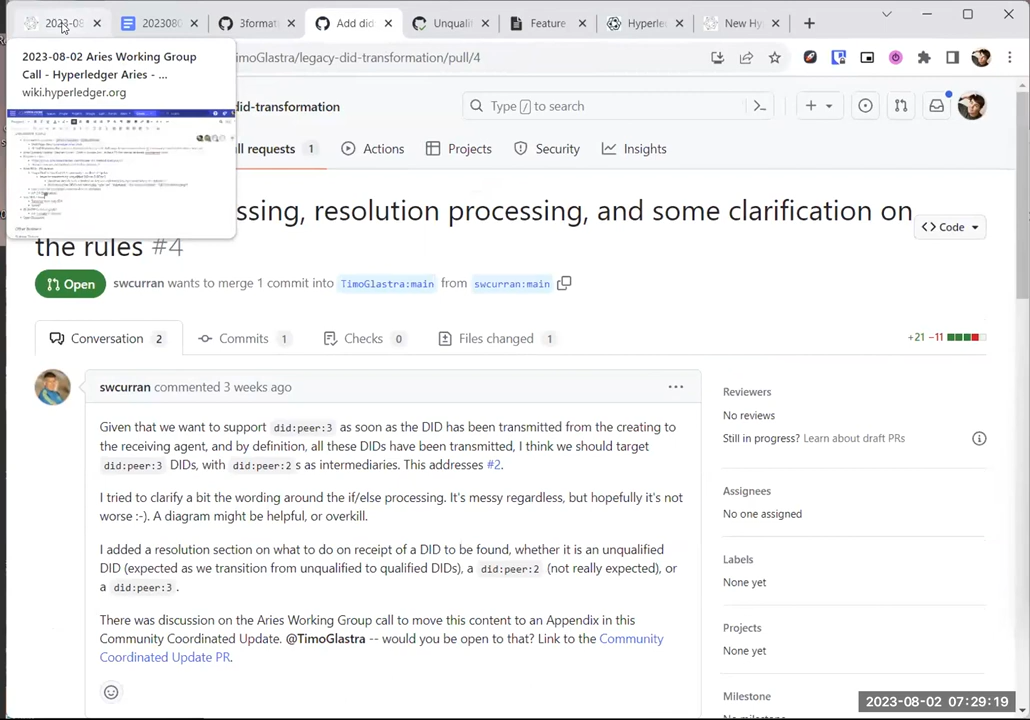 2023-08
2023080
3format
Add did
Unquali
Feature
Hyperle
New Hy
2023-08-02 Aries Working Group
Call - Hyperledger Aries - ...
wiki.hyperledger.org
imoGlastra/legacy-did-transformation/pull/4
did-transformation
Type / to search
ll requests 1
Actions
Projects
Security
Insights
ssing, resolution processing, and some clarification on
the rules #4
<> Code
Open
swcurran wants to merge 1 commit into TimoGlastra:main from swcurran:main
Conversation 2
Commits 1
Checks 0
Files changed 1
+21 −11
swcurran commented 3 weeks ago
Given that we want to support did:peer:3 as soon as the DID has been transmitted from the creating to
the receiving agent, and by definition, all these DIDs have been transmitted, I think we should target
did:peer:3 DIDs, with did:peer:2 s as intermediaries. This addresses #2.
I tried to clarify a bit the wording around the if/else processing. It's messy regardless, but hopefully it's not
worse :-). A diagram might be helpful, or overkill.
I added a resolution section on what to do on receipt of a DID to be found, whether it is an unqualified
DID (expected as we transition from unqualified to qualified DIDs), a did:peer:2 (not really expected), or
a did:peer:3 .
There was discussion on the Aries Working Group call to move this content to an Appendix in this
Community Coordinated Update. @TimoGlastra -- would you be open to that? Link to the Community
Coordinated Update PR.
Reviewers
No reviews
Still in progress? Learn about draft PRs
Assignees
No one assigned
Labels
None yet
Projects
None yet
Milestone
2023-08-02 07:29:19